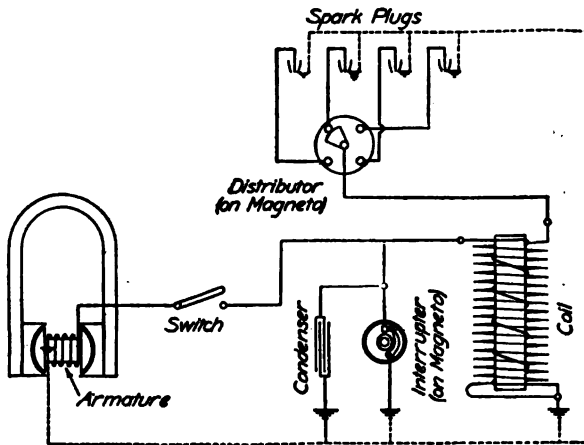 Spark Plugs
Distributor
(on Magneto)
Switch
Armature
Condenser
Interrupter
(on Magneto)
Coil